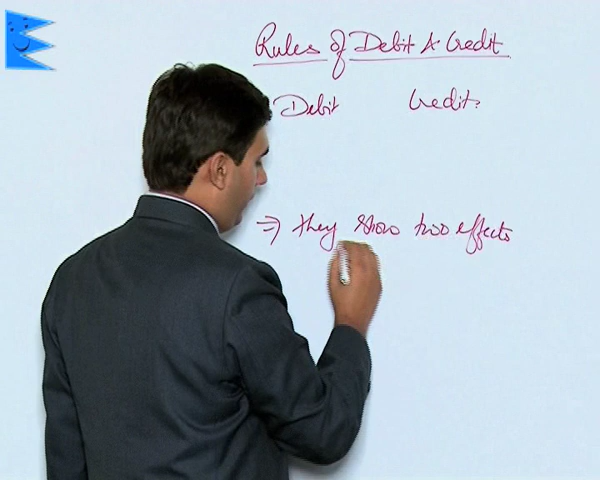 Rules of Debit & Credit
Debit Credit:
⇒ they show two effects